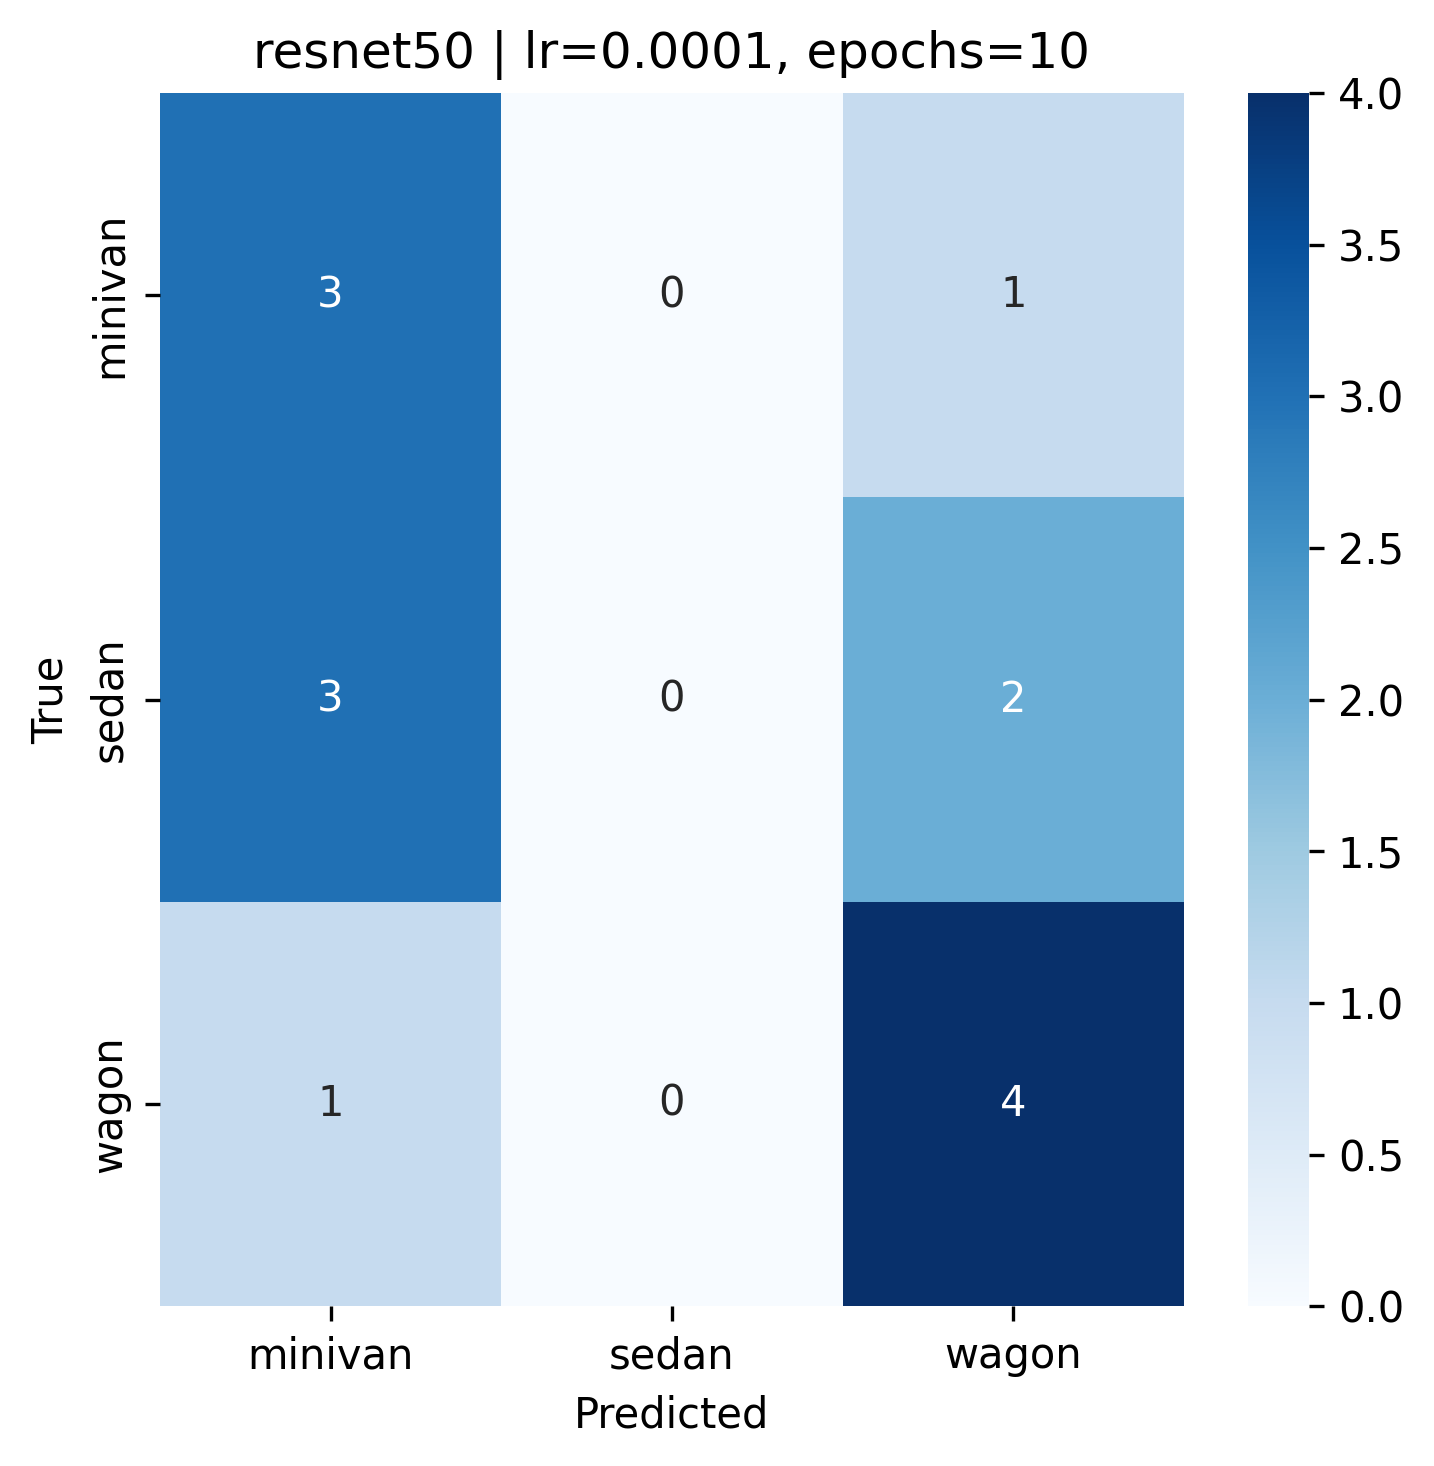 resnet50 | lr=0.0001, epochs=10
True
minivan
3 0 1
sedan
3 0 2
wagon
1 0 4
minivan sedan wagon
Predicted
4.0
3.5
3.0
2.5
2.0
1.5
1.0
0.5
0.0